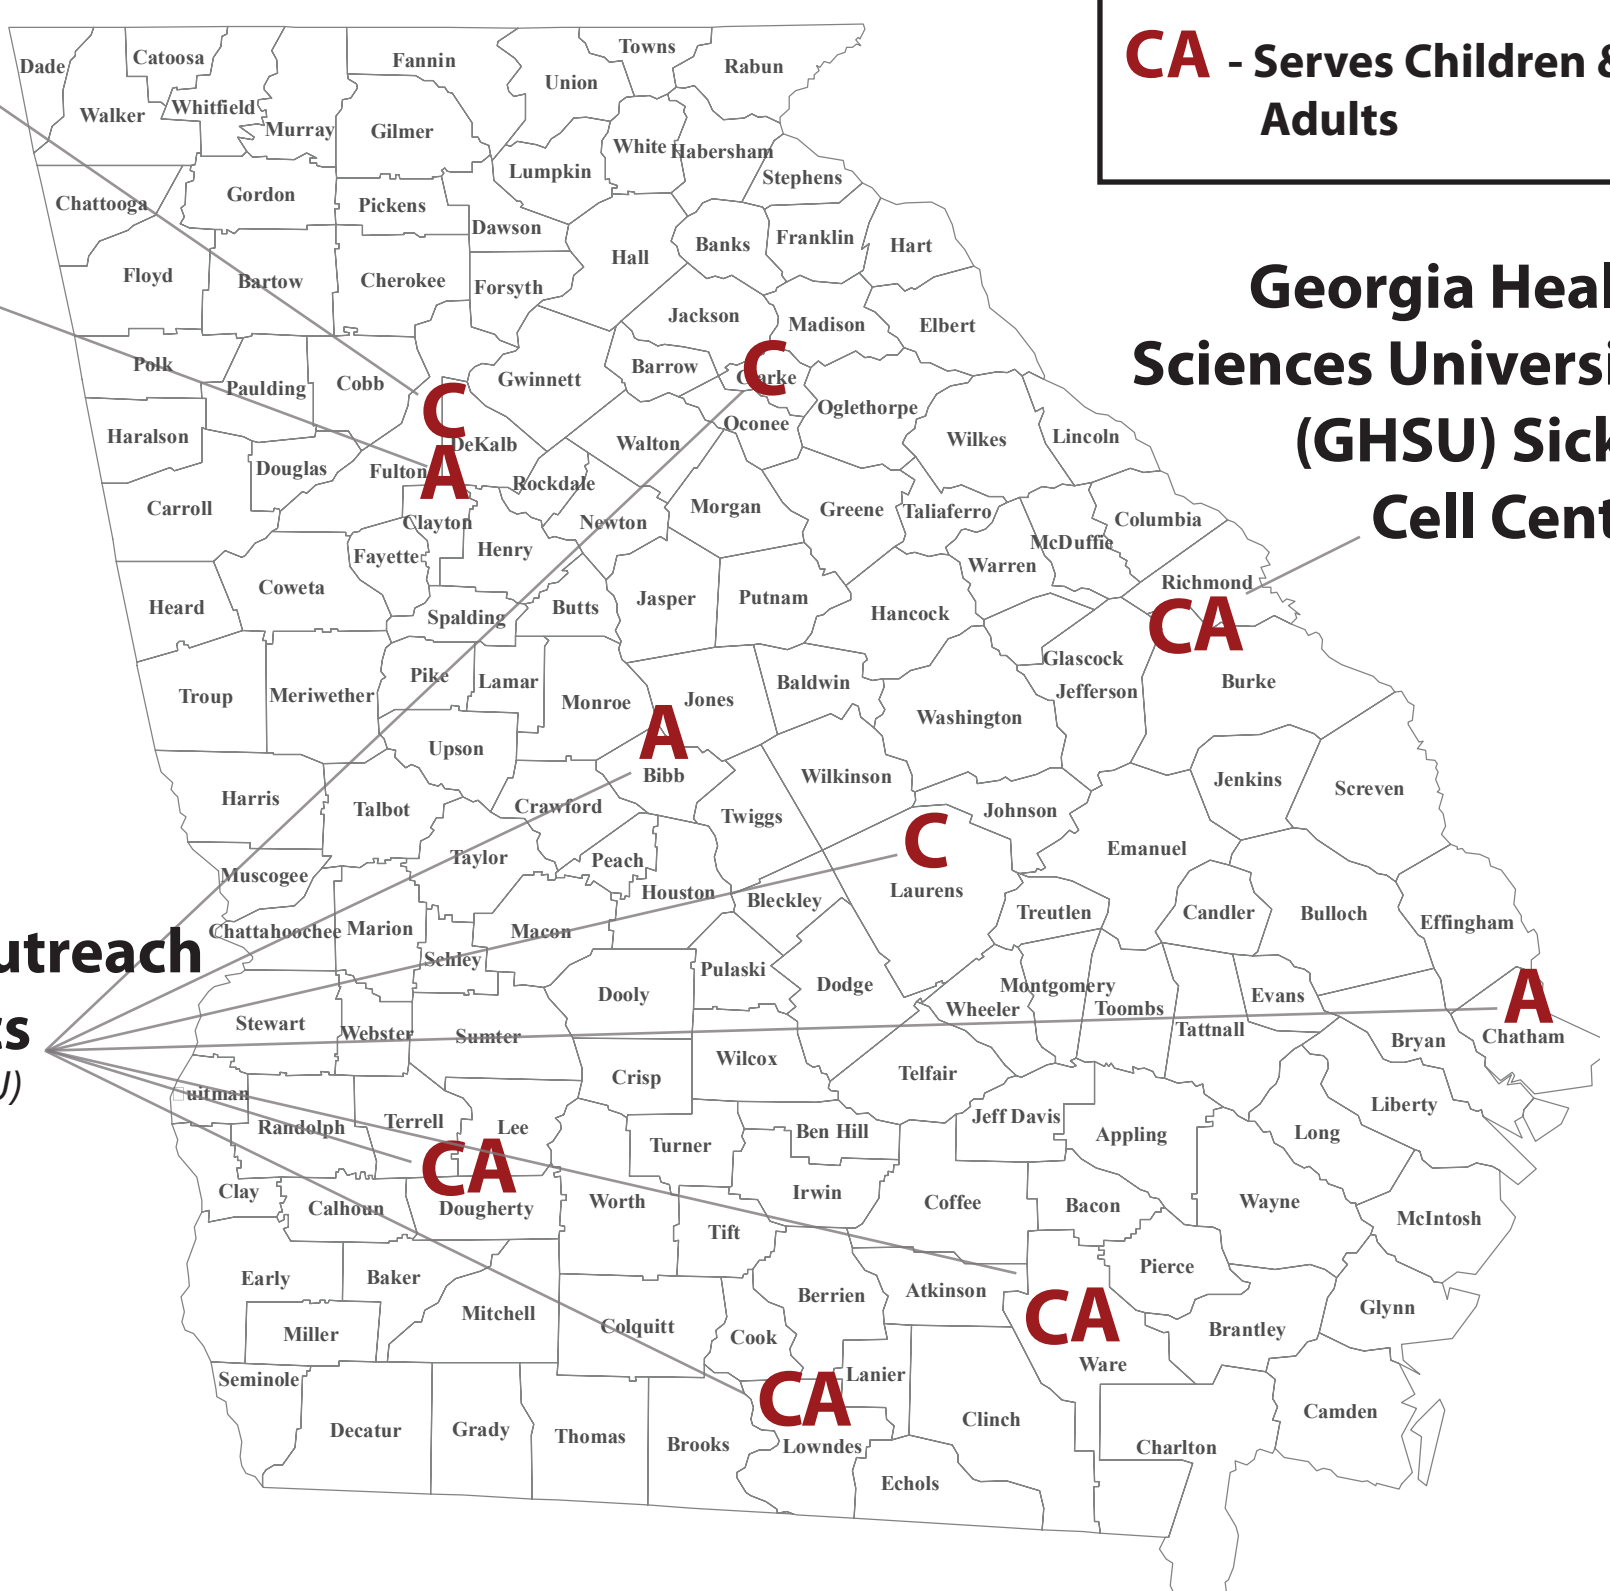 CA - Serves Children &
Adults
Georgia Heal
Sciences Universi
(GHSU) Sick
Cell Cent
utreach
cs
U)
Dade
Catoosa
Fannin
Towns
Rabun
Union
Walker
Whitfield
Murray
Gilmer
White
Habersham
Lumpkin
Stephens
Chattooga
Gordon
Pickens
Dawson
Banks
Franklin
Hart
Hall
Floyd
Bartow
Cherokee
Forsyth
Jackson
Madison
Elbert
Polk
Paulding
Cobb
C
Gwinnett
Barrow
C
Clarke
Oglethorpe
Oconee
Haralson
DeKalb
Walton
Wilkes
Lincoln
Douglas
Fulton
A
Rockdale
Carroll
Clayton
Newton
Morgan
Greene
Taliaferro
Columbia
McDuffie
Fayette
Henry
Warren
Richmond
CA
Coweta
Heard
Spalding
Butts
Jasper
Putnam
Hancock
Glascock
Troup
Meriwether
Pike
Lamar
Monroe
Jones
Baldwin
Jefferson
Burke
Washington
A
Upson
Bibb
Wilkinson
Jenkins
Screven
Harris
Talbot
Crawford
Twiggs
Johnson
C
Emanuel
Muscogee
Taylor
Peach
Houston
Bleckley
Laurens
Treutlen
Candler
Bulloch
Effingham
Chattahoochee
Marion
Macon
Schley
Pulaski
Dodge
Montgomery
Wheeler
Toombs
Evans
A
Dooly
Stewart
Webster
Sumter
Tattnall
Bryan
Chatham
Wilcox
Crisp
Telfair
uitman
Randolph
Terrell
Lee
Turner
Ben Hill
Jeff Davis
Appling
Long
Liberty
CA
Clay
Calhoun
Dougherty
Worth
Irwin
Coffee
Bacon
Wayne
McIntosh
Tift
Early
Baker
Pierce
Berrien
Atkinson
Mitchell
CA
Glynn
Miller
Colquitt
Cook
Brantley
Ware
Seminole
Lanier
CA
Decatur
Grady
Thomas
Brooks
Lowndes
Clinch
Camden
Charlton
Echols